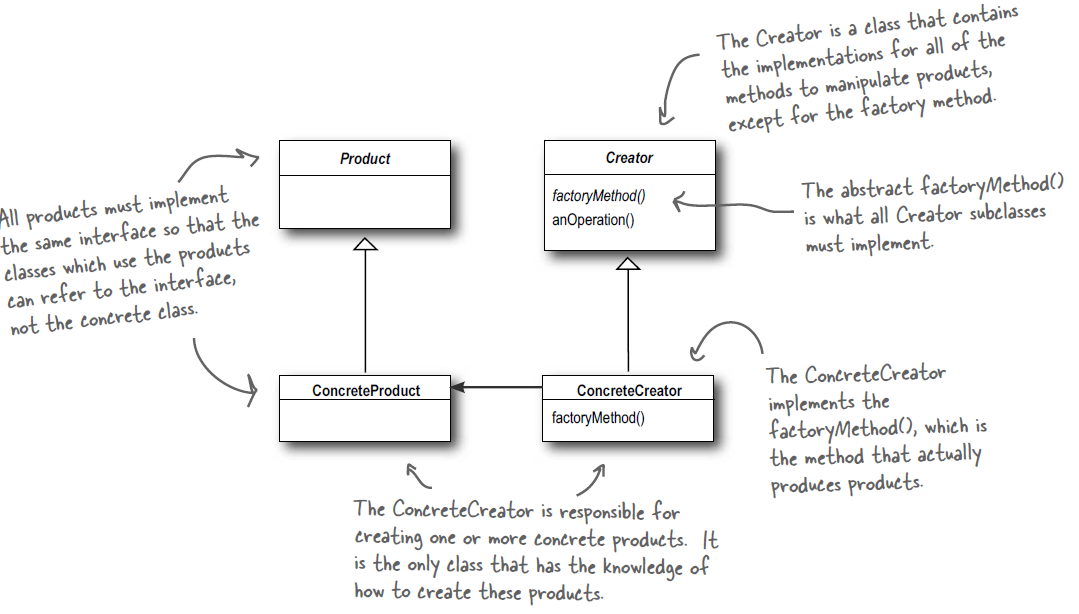 The Creator is a class that contains
the implementations for all of the
methods to manipulate products,
except for the factory method.
Product
Creator
factoryMethod()
anOperation()
The abstract factoryMethod()
is what all Creator subclasses
must implement.
All products must implement
the same interface so that the
classes which use the products
can refer to the interface,
not the concrete class.
ConcreteProduct
ConcreteCreator
factoryMethod()
The ConcreteCreator
implements the
factoryMethod(), which is
the method that actually
produces products.
The ConcreteCreator is responsible for
creating one or more concrete products. It
is the only class that has the knowledge of
how to create these products.